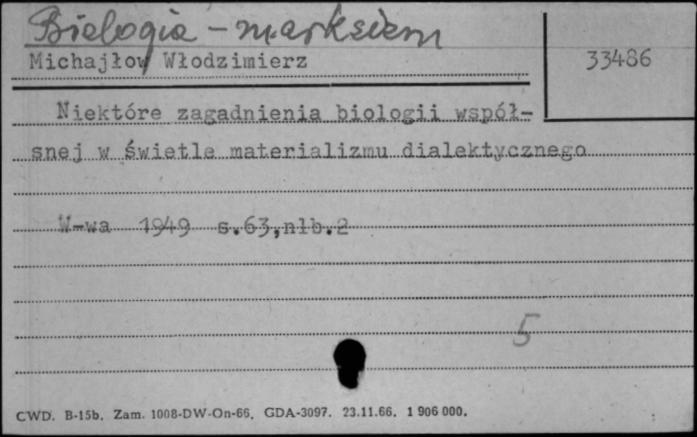 Biologia - marksizm
Michajłow Włodzimierz
33486
Niektóre zagadnienia biologii współ-
snej w świetle materializmu dialektycznego
W-wa 1949 s.63,nlb.2
5
CWD. B-15b. Zam. 1008-DW-On-66. GDA-3097. 23.11.66. 1 906 000.